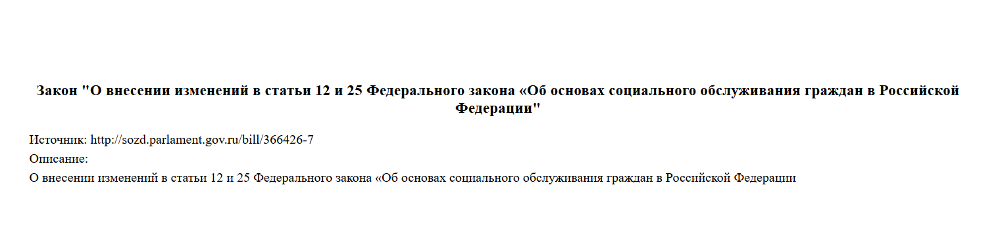 Закон "О внесении изменений в статьи 12 и 25 Федерального закона «Об основах социального обслуживания граждан в Российской
Федерации"
Источник: http://sozd.parlament.gov.ru/bill/366426-7
Описание:
О внесении изменений в статьи 12 и 25 Федерального закона «Об основах социального обслуживания граждан в Российской Федерации